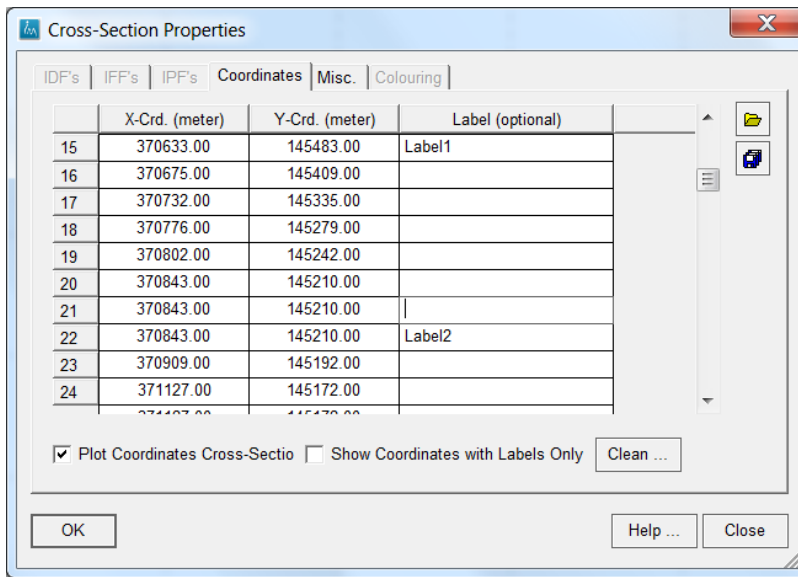 Cross-Section Properties
IDF's IFF's IPF's Coordinates Misc. Colouring
X-Crd. (meter) Y-Crd. (meter) Label (optional)
15 370633.00 145483.00 Label1
16 370675.00 145409.00
17 370732.00 145335.00
18 370776.00 145279.00
19 370802.00 145242.00
20 370843.00 145210.00
21 370843.00 145210.00
22 370843.00 145210.00 Label2
23 370909.00 145192.00
24 371127.00 145172.00
Plot Coordinates Cross-Sectio Show Coordinates with Labels Only Clean ...
OK Help ... Close